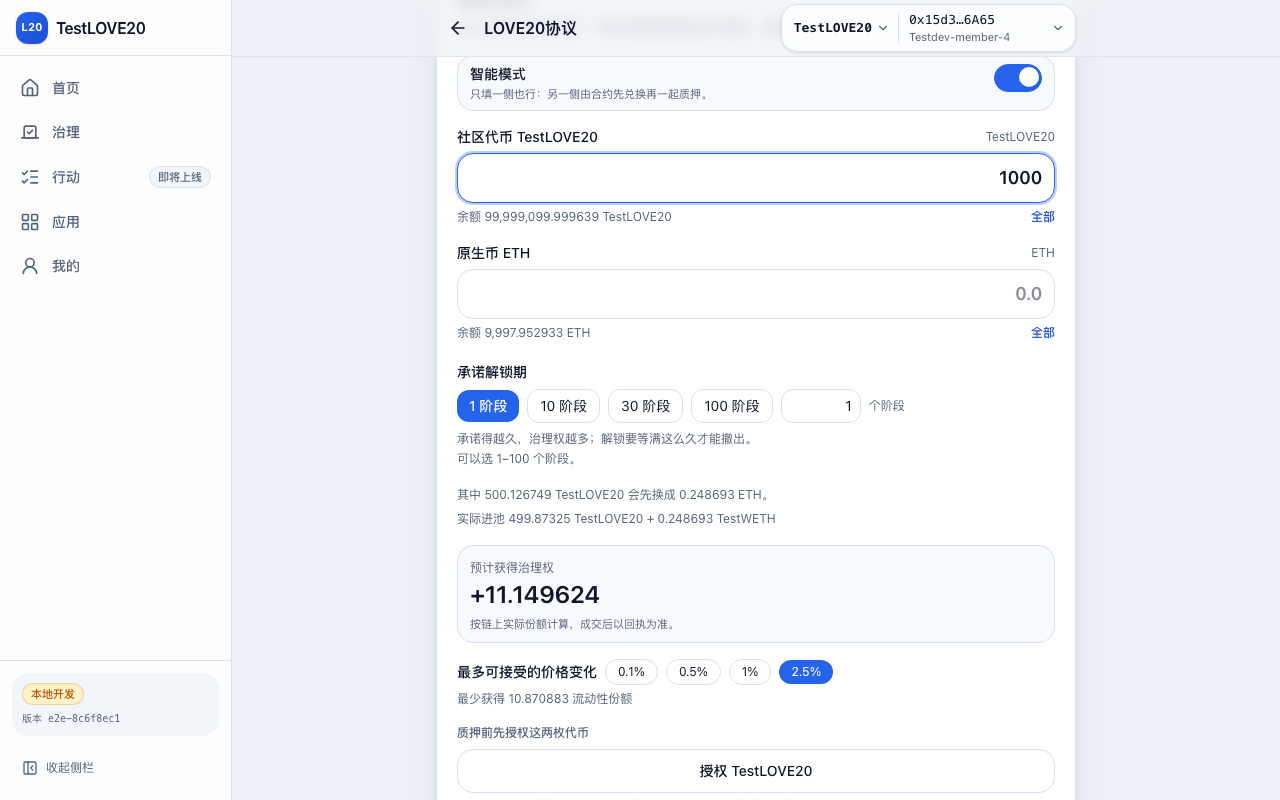 L20 TestLOVE20
首页
治理
行动 即将上线
应用
我的
本地开发
版本 e2e-8c6f8ec1
收起侧栏
LOVE20协议
TestLOVE20
0x15d3…6A65
Testdev-member-4
智能模式
只填一侧也行：另一侧由合约先兑换再一起质押。
社区代币 TestLOVE20 TestLOVE20
1000
余额 99,999,099.999639 TestLOVE20 全部
原生币 ETH ETH
0.0
余额 9,997.952933 ETH 全部
承诺解锁期
1 阶段 10 阶段 30 阶段 100 阶段 1 个阶段
承诺得越久，治理权越多；解锁要等满这么久才能撤出。
可以选 1–100 个阶段。
其中 500.126749 TestLOVE20 会先换成 0.248693 ETH。
实际进池 499.87325 TestLOVE20 + 0.248693 TestWETH
预计获得治理权
+11.149624
按链上实际份额计算，成交后以回执为准。
最多可接受的价格变化 0.1% 0.5% 1% 2.5%
最少获得 10.870883 流动性份额
质押前先授权这两枚代币
授权 TestLOVE20